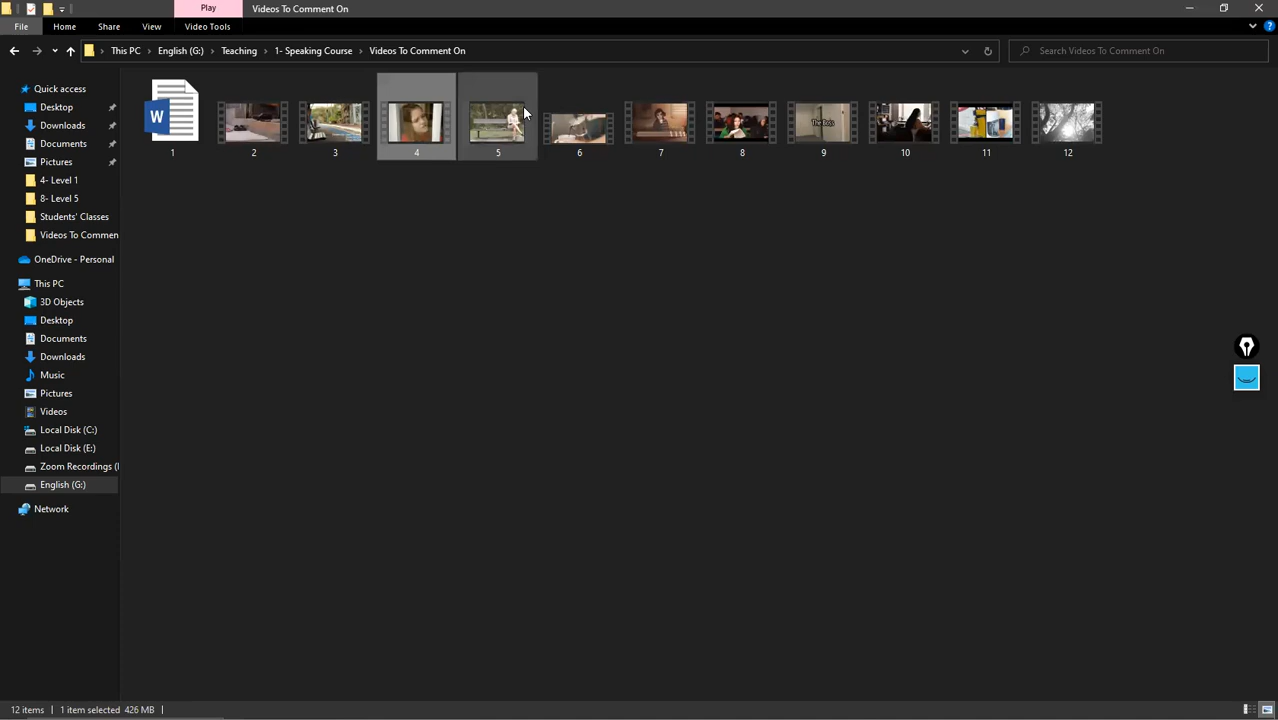 Play
Videos To Comment On
File
Home
Share
View
Video Tools
This PC
English (G:)
Teaching
1- Speaking Course
Videos To Comment On
Search Videos To Comment On
Quick access
Desktop
Downloads
Documents
Pictures
4- Level 1
8- Level 5
Students' Classes
Videos To Commen
OneDrive - Personal
This PC
3D Objects
Desktop
Documents
Downloads
Music
Pictures
Videos
Local Disk (C:)
Local Disk (E:)
Zoom Recordings (
English (G:)
Network
W
The Boss
1
2
3
4
5
6
7
8
9
10
11
12
12 items
1 item selected 426 MB